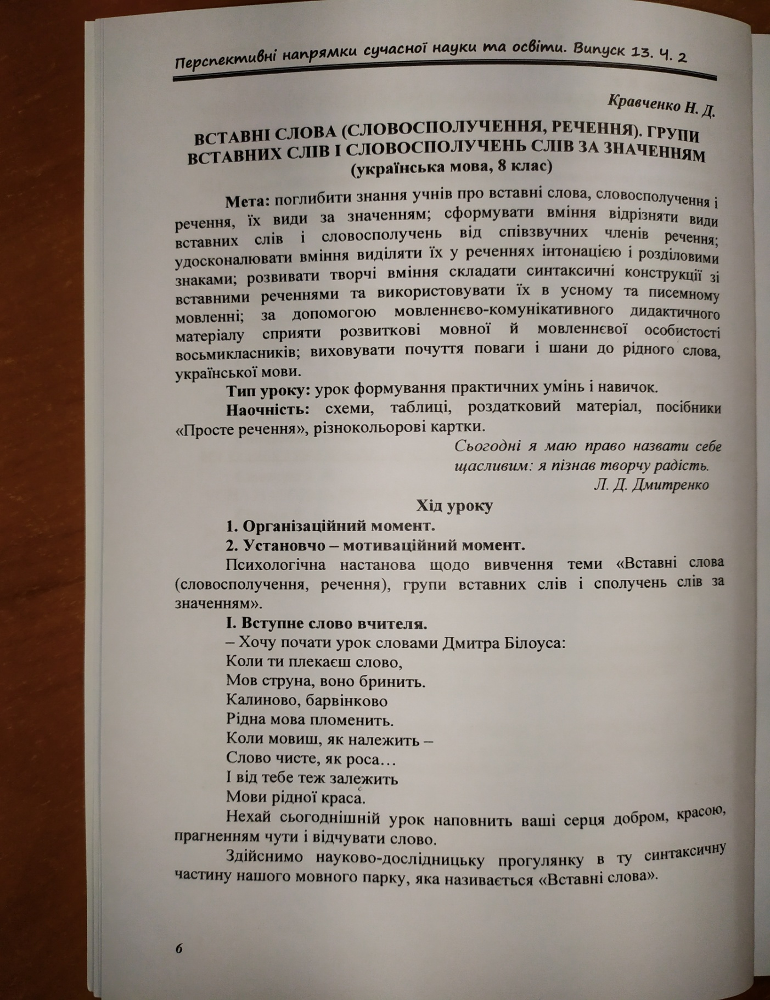 Перспективні напрямки сучасної науки та освіти. Випуск 13. Ч. 2
Кравченко Н. Д.
ВСТАВНІ СЛОВА (СЛОВОСПОЛУЧЕННЯ, РЕЧЕННЯ). ГРУПИ
ВСТАВНИХ СЛІВ І СЛОВОСПОЛУЧЕНЬ СЛІВ ЗА ЗНАЧЕННЯМ
(українська мова, 8 клас)
Мета: поглибити знання учнів про вставні слова, словосполучення і
речення, їх види за значенням; сформувати вміння відрізняти види
вставних слів і словосполучень від співзвучних членів речення;
удосконалювати вміння виділяти їх у реченнях інтонацією і розділовими
знаками; розвивати творчі вміння складати синтаксичні конструкції зі
вставними реченнями та використовувати їх в усному та писемному
мовленні; за допомогою мовленнєво-комунікативного дидактичного
матеріалу сприяти розвиткові мовної й мовленнєвої особистості
восьмикласників; виховувати почуття поваги і шани до рідного слова,
української мови.
Тип уроку: урок формування практичних умінь і навичок.
Наочність: схеми, таблиці, роздатковий матеріал, посібники
«Просте речення», різнокольорові картки.
Сьогодні я маю право назвати себе
щасливим: я пізнав творчу радість.
Л. Д. Дмитренко
Хід уроку
1. Організаційний момент.
2. Установчо – мотиваційний момент.
Психологічна настанова щодо вивчення теми «Вставні слова
(словосполучення, речення), групи вставних слів і сполучень слів за
значенням».
І. Вступне слово вчителя.
– Хочу почати урок словами Дмитра Білоуса:
Коли ти плекаєш слово,
Мов струна, воно бринить.
Калиново, барвінково
Рідна мова пломенить.
Коли мовиш, як належить –
Слово чисте, як роса…
І від тебе теж залежить
Мови рідної краса.
Нехай сьогоднішній урок наповнить ваші серця добром, красою,
прагненням чути і відчувати слово.
Здійснимо науково-дослідницьку прогулянку в ту синтаксичну
частину нашого мовного парку, яка називається «Вставні слова».
6